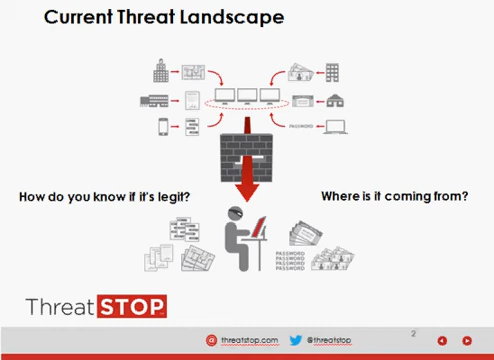 Current Threat Landscape
PASSWORD
How do you know if it's legit?
Where is it coming from?
PASSWORD
PASSWORD
PASSWORD
PASSWORD
ThreatSTOP
threatstop.com
@threatstop
2